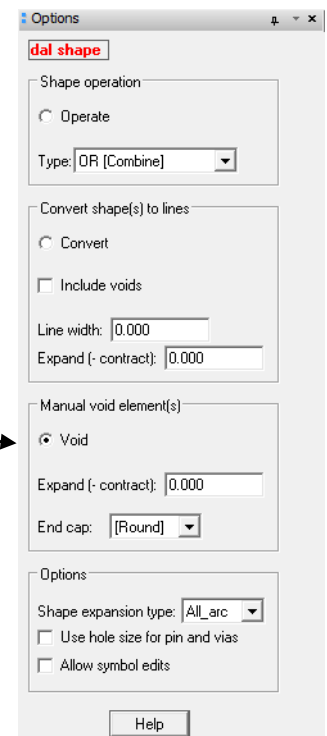 Options
dal shape
Shape operation
Operate
Type: OR [Combine]
Convert shape(s) to lines
Convert
Include voids
Line width: 0.000
Expand (- contract): 0.000
Manual void element(s)
Void
Expand (- contract): 0.000
End cap: [Round]
Options
Shape expansion type: All_arc
Use hole size for pin and vias
Allow symbol edits
Help